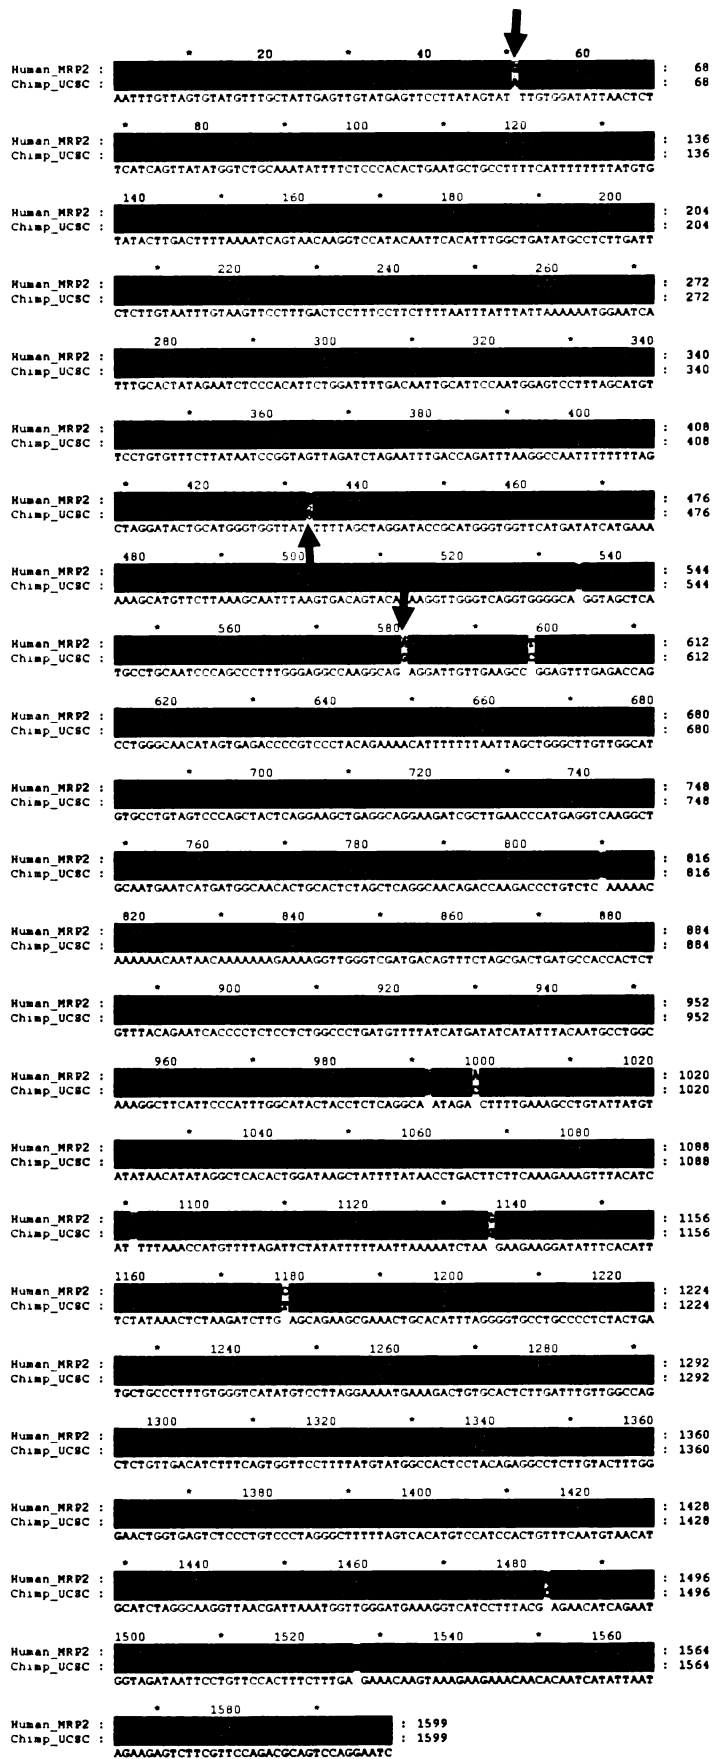 * 20 * 40 * 60
Human_MRP2 : : 68
Chimp_UCSC : : 68
AATTTGTTAGTGTATGTTTGCTATTGAGTTGTATGAGTTCCTTATAGTAT TTGTGGATATTAACTCT
* 80 * 100 * 120 *
Human_MRP2 : : 136
Chimp_UCSC : : 136
TCATCAGTTATATGGTCTGCAAATATTTTCTCCCACACTGAATGCTGCCTTTTCATTTTTTTTATGTG
140 * 160 * 180 * 200
Human_MRP2 : : 204
Chimp_UCSC : : 204
TATACTTGACTTTTAAAATCAGTAACAAGGTCCATACAATTCACATTTGGCTGATATGCCTCTTGATT
* 220 * 240 * 260 *
Human_MRP2 : : 272
Chimp_UCSC : : 272
CTCTTGTAATTTGTAAGTTCCTTTGACTCCTTTCCTTCTTTTAATTTATTTATTAAAAAATGGAATCA
280 * 300 * 320 * 340
Human_MRP2 : : 340
Chimp_UCSC : : 340
TTTGCACTATAGAATCTCCCACATTCTGGATTTTGACAATTGCATTCCAATGGAGTCCTTTAGCATGT
* 360 * 380 * 400
Human_MRP2 : : 408
Chimp_UCSC : : 408
TCCTGTGTTTCTTATAATCCGGTAGTTAGATCTAGAATTTGACCAGATTTAAGGCCAATTTTTTTTAG
* 420 * 440 * 460 *
Human_MRP2 : : 476
Chimp_UCSC : : 476
CTAGGATACTGCATGGGTGGTTAT TTTTAGCTAGGATACCGCATGGGTGGTTCATGATATCATGAAA
480 * 500 * 520 * 540
Human_MRP2 : : 544
Chimp_UCSC : : 544
AAAGCATGTTCTTAAAGCAATTTAAGTGACAGTACA AAGGTTGGGTCAGGTGGGGCA GGTAGCTCA
* 560 * 580 * 600 *
Human_MRP2 : : 612
Chimp_UCSC : : 612
TGCCTGCAATCCCAGCCCTTTGGGAGGCCAAGGCAG AGGATTGTTGAAGCC GGAGTTTGAGACCAG
620 * 640 * 660 * 680
Human_MRP2 : : 680
Chimp_UCSC : : 680
CCTGGGCAACATAGTGAGACCCCGTCCCTACAGAAAACATTTTTTTAATTAGCTGGGCTTGTTGGCAT
* 700 * 720 * 740
Human_MRP2 : : 748
Chimp_UCSC : : 748
GTGCCTGTAGTCCCAGCTACTCAGGAAGCTGAGGCAGGAAGATCGCTTGAACCCATGAGGTCAAGGCT
* 760 * 780 * 800 *
Human_MRP2 : : 816
Chimp_UCSC : : 816
GCAATGAATCATGATGGCAACACTGCACTCTAGCTCAGGCAACAGACCAAGACCCTGTCTC AAAAAC
820 * 840 * 860 * 880
Human_MRP2 : : 884
Chimp_UCSC : : 884
AAAAAACAATAACAAAAAAAGAAAAGGTTGGGTCGATGACAGTTTCTAGCGACTGATGCCACCACTCT
* 900 * 920 * 940 *
Human_MRP2 : : 952
Chimp_UCSC : : 952
GTTTACAGAATCACCCCTCTCCTCTGGCCCTGATGTTTTATCATGATATCATATTTACAATGCCTGGC
960 * 980 * 1000 * 1020
Human_MRP2 : : 1020
Chimp_UCSC : : 1020
AAAGGCTTCATTCCCATTTGGCATACTACCTCTCAGGCA ATAGA CTTTTGAAAGCCTGTATTATGT
* 1040 * 1060 * 1080
Human_MRP2 : : 1088
Chimp_UCSC : : 1088
ATATAACATATAGGCTCACACTGGATAAGCTATTTTATAACCTGACTTCTTCAAAGAAAGTTTACATC
* 1100 * 1120 * 1140 *
Human_MRP2 : : 1156
Chimp_UCSC : : 1156
AT TTTAAACCATGTTTTAGATTCTATATTTTTAATTAAAAATCTAA GAAGAAGGATATTTCACATT
1160 * 1180 * 1200 * 1220
Human_MRP2 : : 1224
Chimp_UCSC : : 1224
TCTATAAACTCTAAGATCTTG AGCAGAAGCGAAACTGCACATTTAGGGGTGCCTGCCCCTCTACTGA
* 1240 * 1260 * 1280 *
Human_MRP2 : : 1292
Chimp_UCSC : : 1292
TGCTGCCCTTTGTGGGTCATATGTCCTTAGGAAAATGAAAGACTGTGCACTCTTGATTTGTTGGCCAG
1300 * 1320 * 1340 * 1360
Human_MRP2 : : 1360
Chimp_UCSC : : 1360
CTCTGTTGACATCTTTCAGTGGTTCCTTTTATGTATGGCCACTCCTACAGAGGCCTCTTGTACTTTGG
* 1380 * 1400 * 1420
Human_MRP2 : : 1428
Chimp_UCSC : : 1428
GAACTGGTGAGTCTCCCTGTCCCTAGGGCTTTTTAGTCACATGTCCATCCACTGTTTCAATGTAACAT
* 1440 * 1460 * 1480 *
Human_MRP2 : : 1496
Chimp_UCSC : : 1496
GCATCTAGGCAAGGTTAACGATTAAATGGTTGGGATGAAAGGTCATCCTTTACG AGAACATCAGAAT
1500 * 1520 * 1540 * 1560
Human_MRP2 : : 1564
Chimp_UCSC : : 1564
GGTAGATAATTCCTGTTCCACTTTCTTTGA GAAACAAGTAAAGAAGAAACAACACAATCATATTAAT
* 1580 *
Human_MRP2 : : 1599
Chimp_UCSC : : 1599
AGAAGAGTCTTCGTTCCAGACGCAGTCCAGGAATC